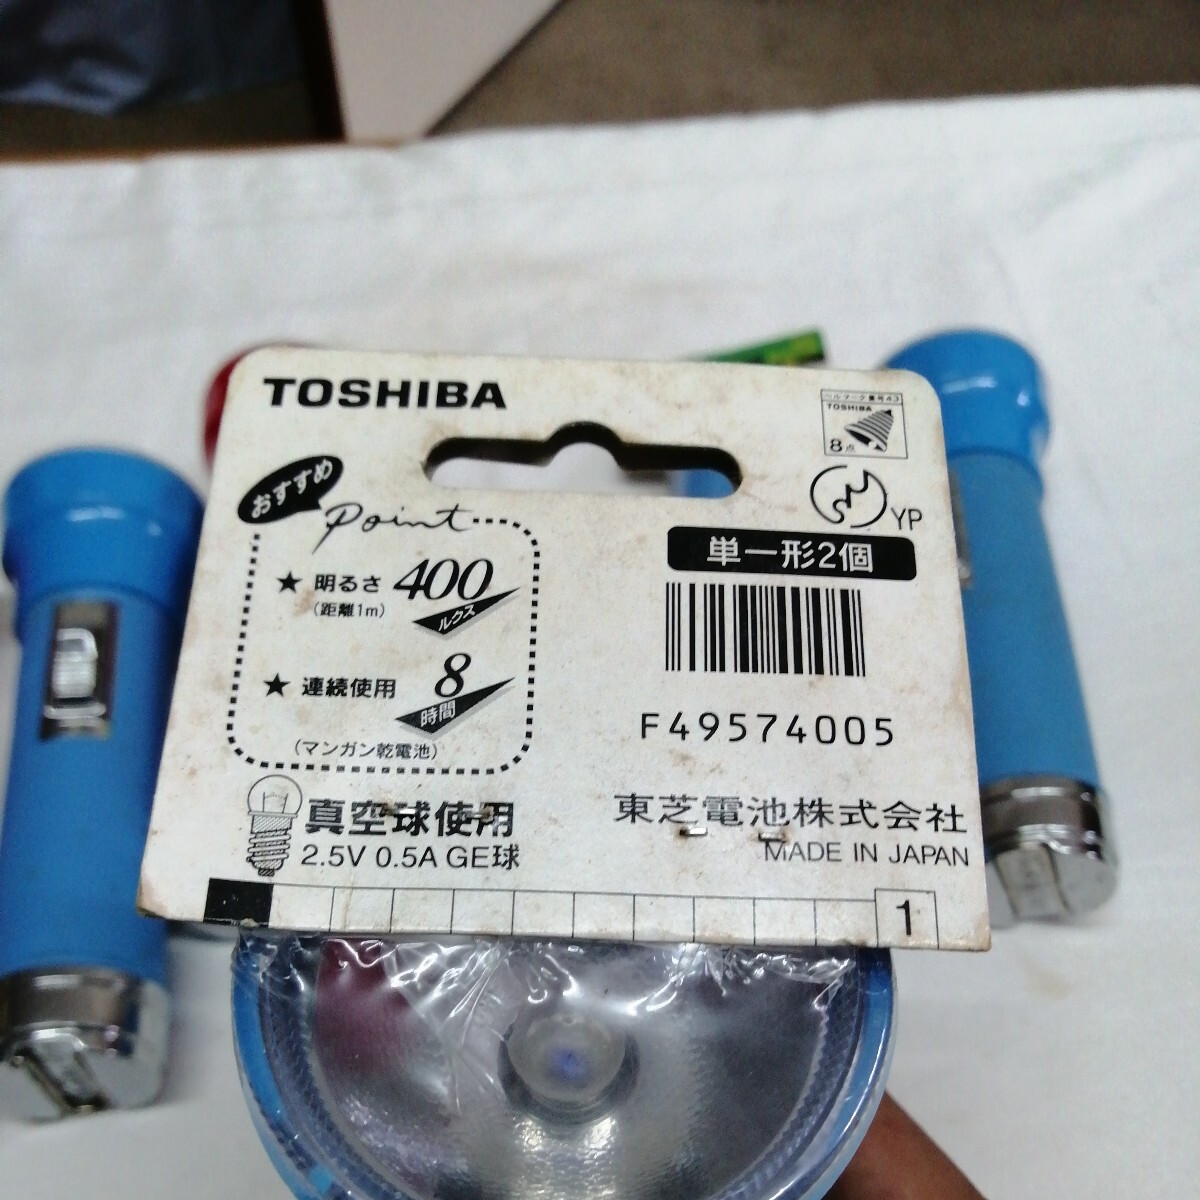 TOSHIBA
ベルマーク番号43
TOSHIBA
8点
おすすめ
Point
YP
単一形2個
★ 明るさ 400 ルクス
(距離1m)
★ 連続使用 8 時間
(マンガン乾電池)
F49574005
真空球使用
2.5V 0.5A GE球
東芝電池株式会社
MADE IN JAPAN
1